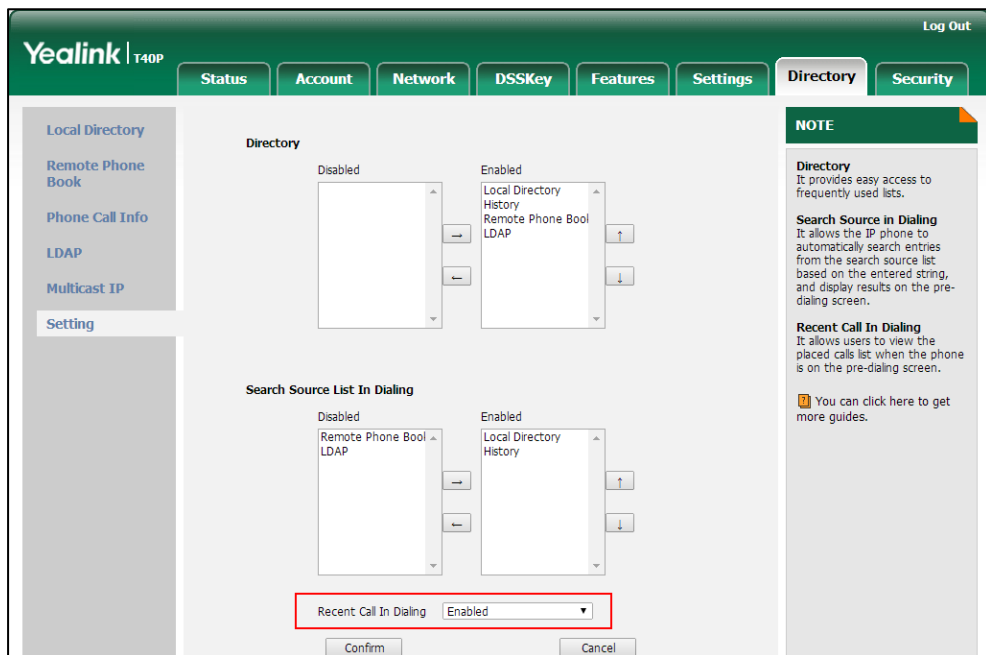 Log Out
Yealink T40P
Status Account Network DSSKey Features Settings Directory Security
Local Directory
Remote Phone
Book
Phone Call Info
LDAP
Multicast IP
Setting
Directory
Disabled Enabled
Local Directory
History
Remote Phone Book
LDAP
→ ↑
← ↓
Search Source List In Dialing
Disabled Enabled
Remote Phone Book
LDAP
Local Directory
History
→ ↑
← ↓
Recent Call In Dialing Enabled
Confirm Cancel
NOTE
Directory
It provides easy access to
frequently used lists.
Search Source in Dialing
It allows the IP phone to
automatically search entries
from the search source list
based on the entered string,
and display results on the pre-
dialing screen.
Recent Call In Dialing
It allows users to view the
placed calls list when the phone
is on the pre-dialing screen.
? You can click here to get
more guides.